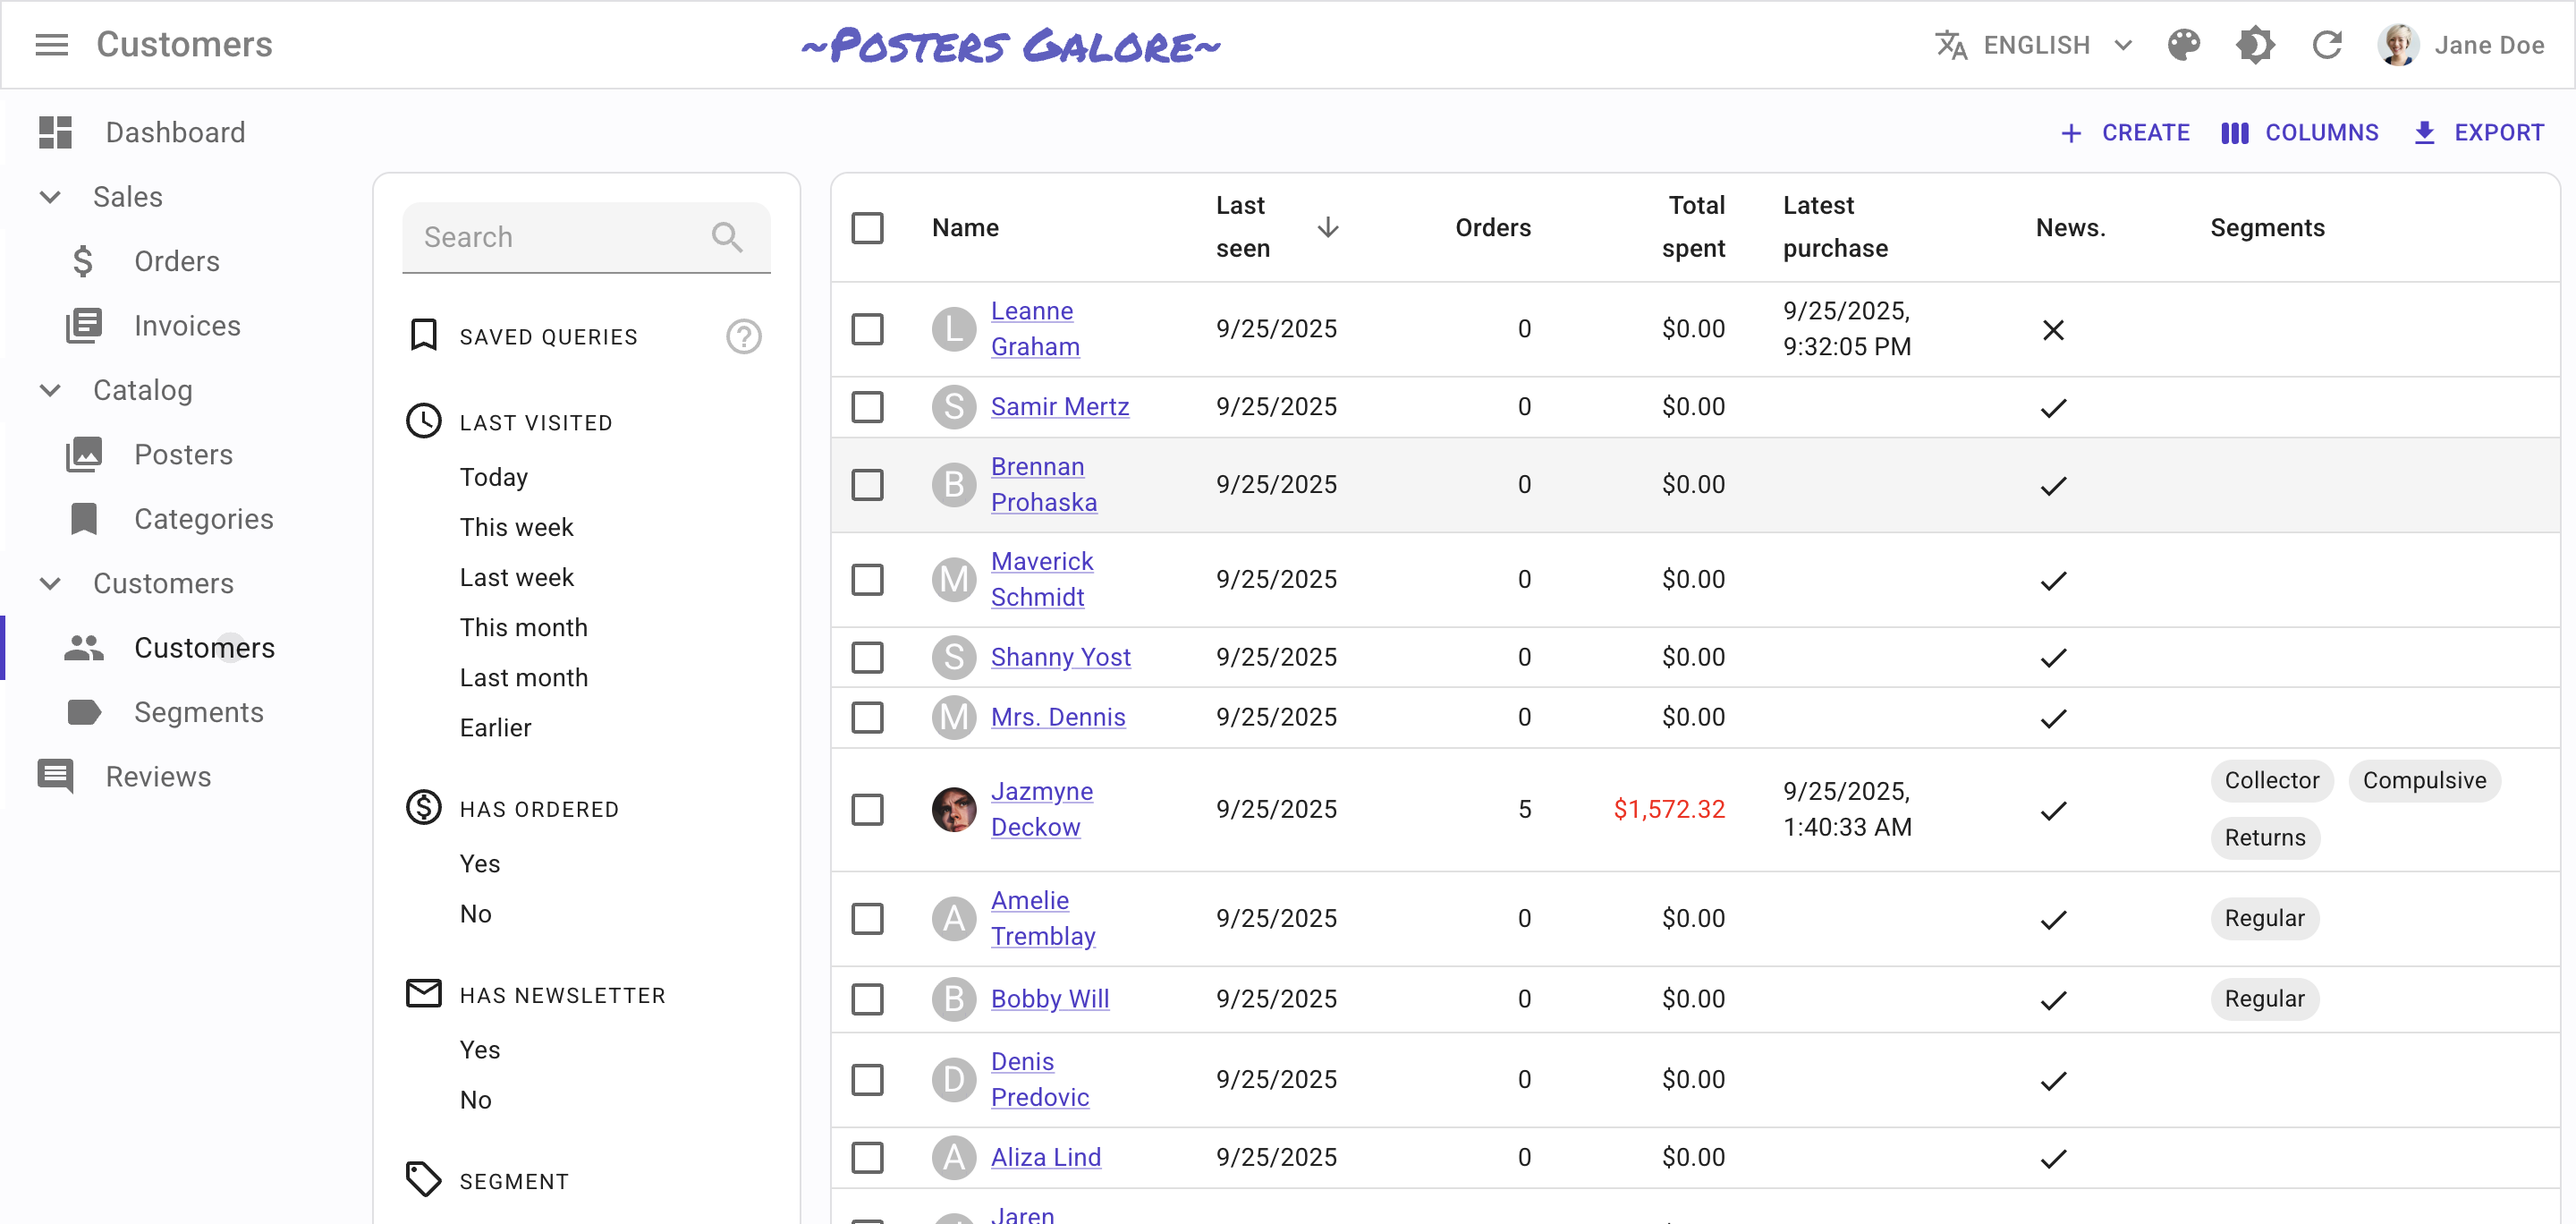 Customers
~Posters Galore~
ENGLISH
Jane Doe
Dashboard
Sales
Orders
Invoices
Catalog
Posters
Categories
Customers
Customers
Segments
Reviews
CREATE
COLUMNS
EXPORT
Search
SAVED QUERIES
?
LAST VISITED
Today
This week
Last week
This month
Last month
Earlier
HAS ORDERED
Yes
No
HAS NEWSLETTER
Yes
No
SEGMENT
Name
Last seen
Orders
Total spent
Latest purchase
News.
Segments
L Leanne Graham 9/25/2025 0 $0.00 9/25/2025, 9:32:05 PM
S Samir Mertz 9/25/2025 0 $0.00
B Brennan Prohaska 9/25/2025 0 $0.00
M Maverick Schmidt 9/25/2025 0 $0.00
S Shanny Yost 9/25/2025 0 $0.00
M Mrs. Dennis 9/25/2025 0 $0.00
Jazmyne Deckow 9/25/2025 5 $1,572.32 9/25/2025, 1:40:33 AM Collector Compulsive Returns
A Amelie Tremblay 9/25/2025 0 $0.00 Regular
B Bobby Will 9/25/2025 0 $0.00 Regular
D Denis Predovic 9/25/2025 0 $0.00
A Aliza Lind 9/25/2025 0 $0.00
Jaren